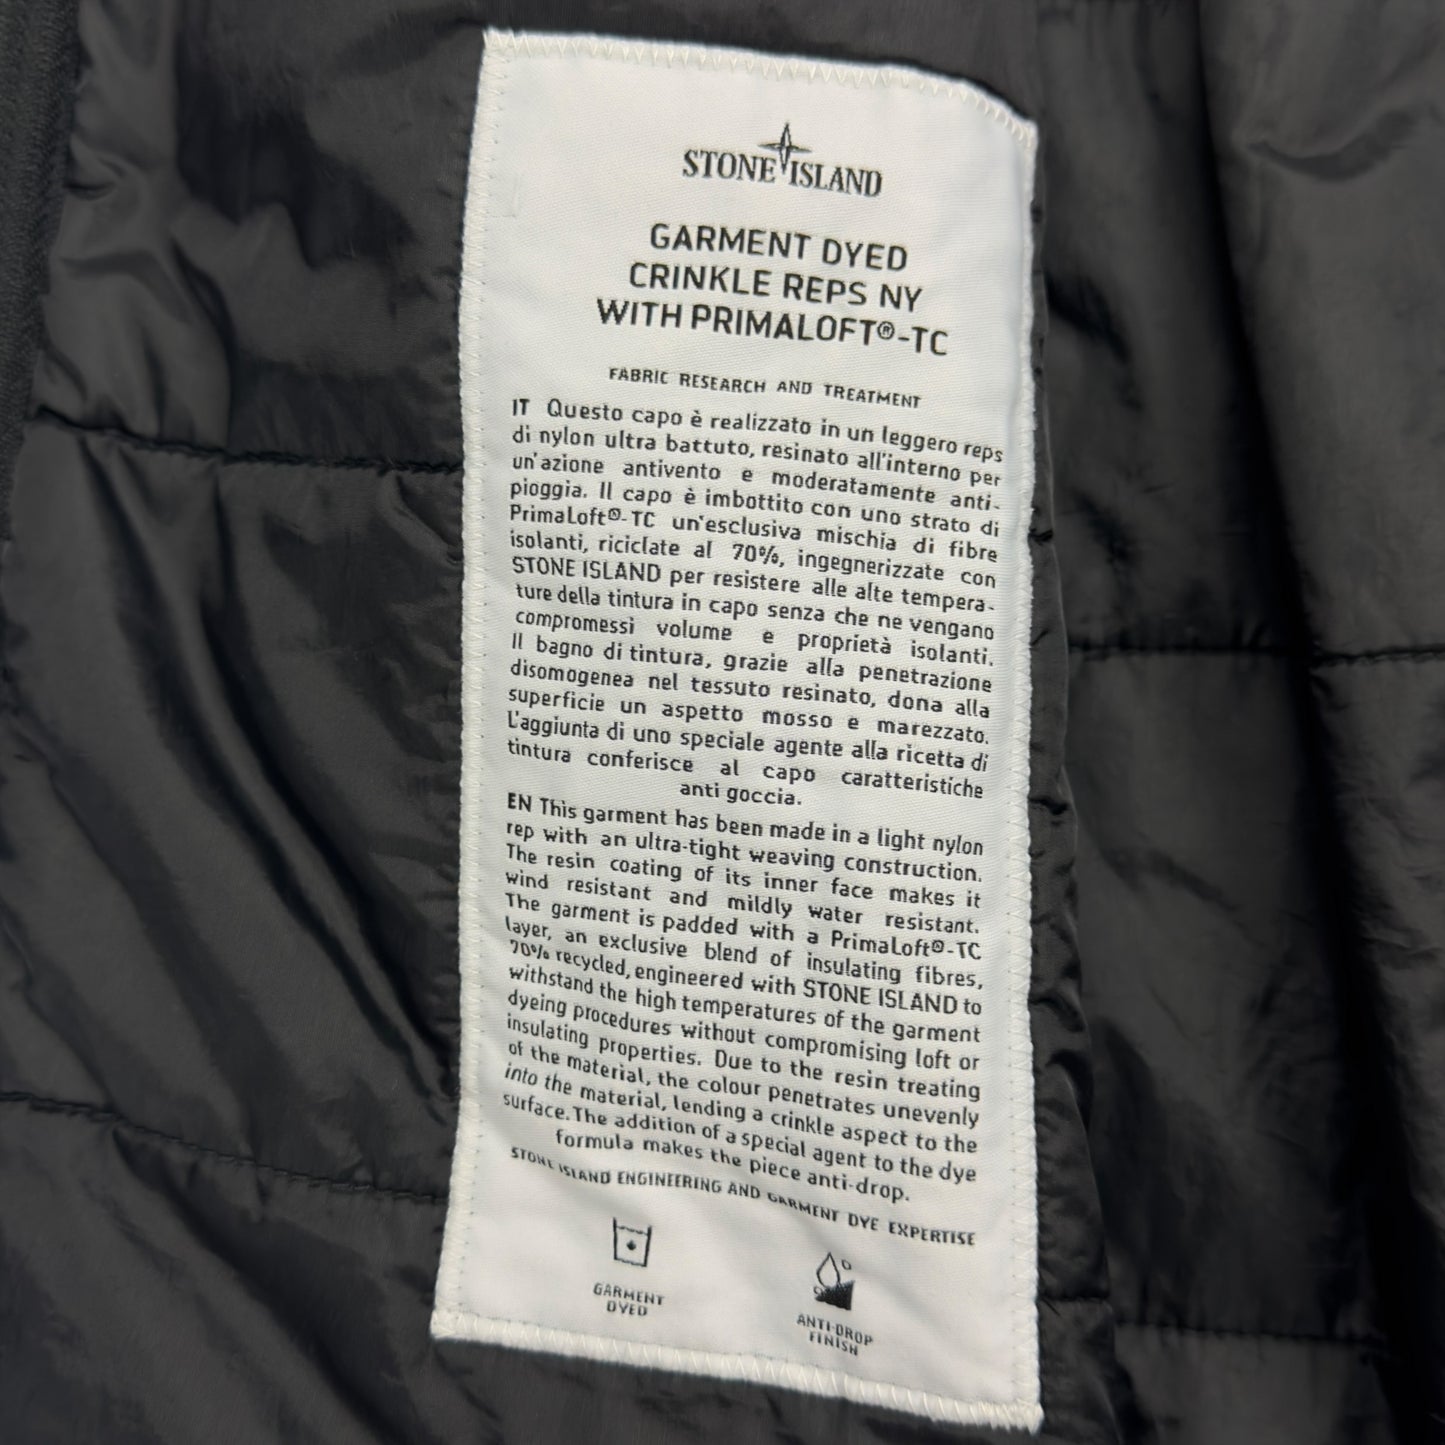 STONE ISLAND
GARMENT DYED
CRINKLE REPS NY
WITH PRIMALOFT®-TC
FABRIC RESEARCH AND TREATMENT
IT Questo capo è realizzato in un leggero reps
di nylon ultra battuto, resinato all'interno per
un'azione antivento e moderatamente anti-
pioggia. Il capo è imbottito con uno strato di
PrimaLoft®-TC un'esclusiva mischia di fibre
isolanti, riciclate al 70%, ingegnerizzate con
STONE ISLAND per resistere alle alte tempera-
ture della tintura in capo senza che ne vengano
compromessi volume e proprietà isolanti.
Il bagno di tintura, grazie alla penetrazione
disomogenea nel tessuto resinato, dona alla
superficie un aspetto mosso e marezzato.
L'aggiunta di uno speciale agente alla ricetta di
tintura conferisce al capo caratteristiche
anti goccia.
EN This garment has been made in a light nylon
rep with an ultra-tight weaving construction.
The resin coating of its inner face makes it
wind resistant and mildly water resistant.
The garment is padded with a PrimaLoft®-TC
layer, an exclusive blend of insulating fibres,
70% recycled, engineered with STONE ISLAND to
withstand the high temperatures of the garment
dyeing procedures without compromising loft or
insulating properties. Due to the resin treating
of the material, the colour penetrates unevenly
into the material, lending a crinkle aspect to the
surface. The addition of a special agent to the dye
formula makes the piece anti-drop.
STONE ISLAND ENGINEERING AND GARMENT DYE EXPERTISE
GARMENT
DYED
ANTI-DROP
FINISH